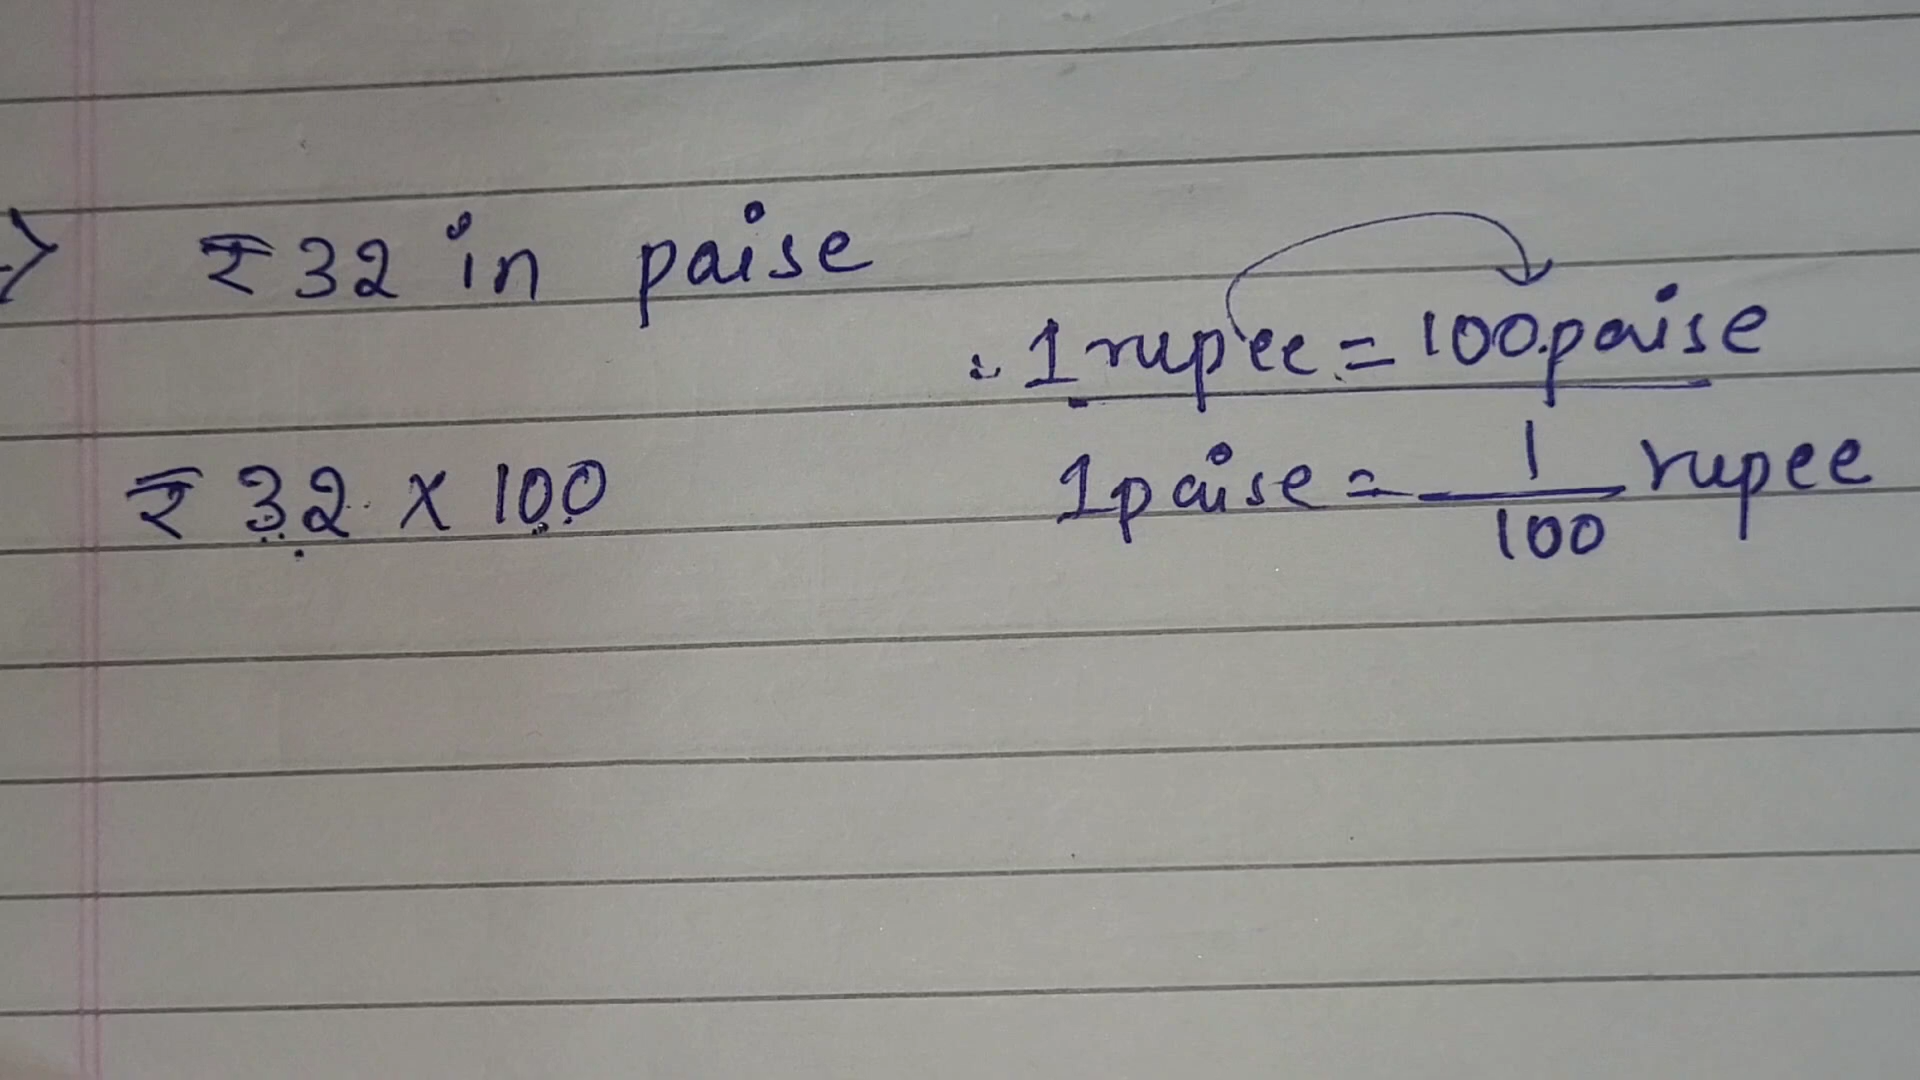 → ₹32 in paise
∴ 1 rupee = 100 paise
₹ 32 × 100
1 paise = 1/100 rupee